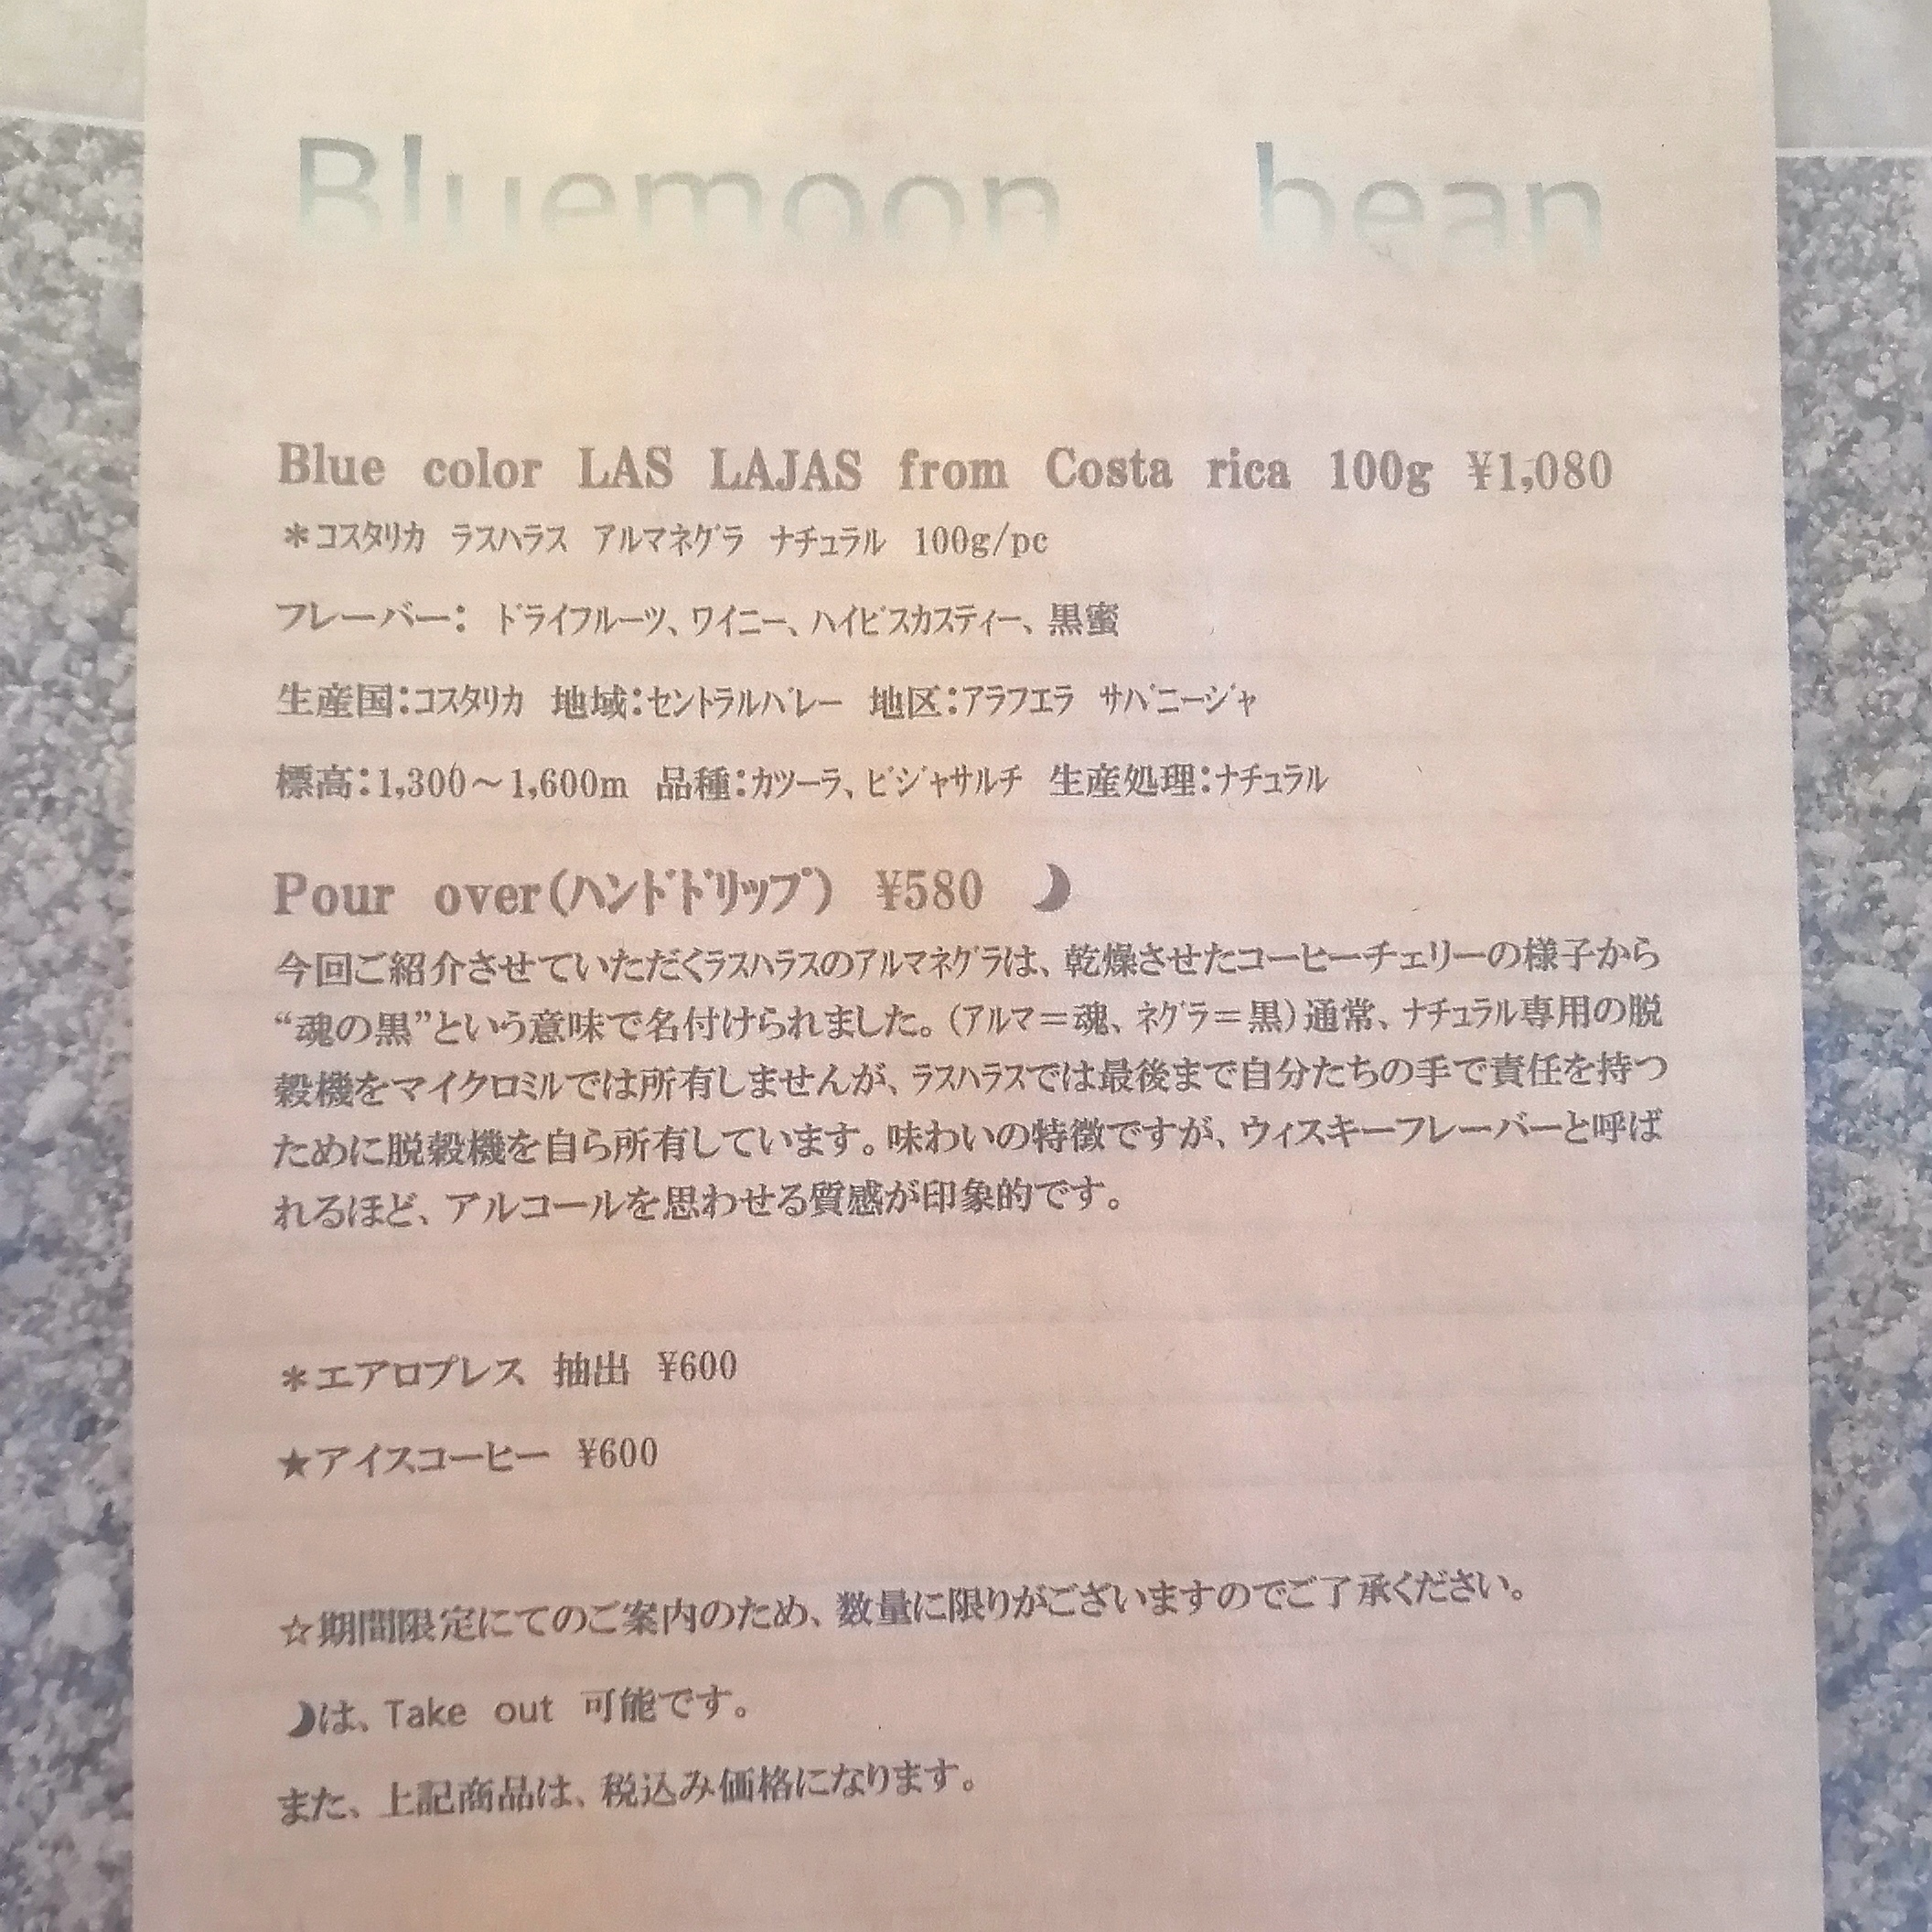 Bluemoon bean
Blue color LAS LAJAS from Costa rica 100g ¥1,080
＊ｺｽﾀﾘｶ ﾗｽﾊﾗｽ ｱﾙﾏﾈｸﾞﾗ ﾅﾁｭﾗﾙ 100g/pc
フレーバー： ﾄﾞﾗｲﾌﾙｰﾂ、ﾜｲﾆｰ、ﾊｲﾋﾞｽｶｽﾃｨｰ、黒蜜
生産国：ｺｽﾀﾘｶ 地域：ｾﾝﾄﾗﾙﾊﾞﾚｰ 地区：ｱﾗﾌｴﾗ ｻﾊﾞﾆｰｼﾞｬ
標高：1,300～1,600m 品種：ｶﾂｰﾗ、ﾋﾞｼﾞｬｻﾙﾁ 生産処理：ﾅﾁｭﾗﾙ
Pour over（ﾊﾝﾄﾞﾄﾞﾘｯﾌﾟ） ¥580 ☽
今回ご紹介させていただくﾗｽﾊﾗｽのｱﾙﾏﾈｸﾞﾗは、乾燥させたコーヒーチェリーの様子から
“魂の黒”という意味で名付けられました。（ｱﾙﾏ＝魂、ﾈｸﾞﾗ＝黒）通常、ﾅﾁｭﾗﾙ専用の脱
穀機をマイクロﾐﾙでは所有しませんが、ﾗｽﾊﾗｽでは最後まで自分たちの手で責任を持つ
ために脱穀機を自ら所有しています。味わいの特徴ですが、ウィスキーフレーバーと呼ば
れるほど、アルコールを思わせる質感が印象的です。
＊エアロプレス 抽出 ¥600
★アイスコーヒー ¥600
☆期間限定にてのご案内のため、数量に限りがございますのでご了承ください。
☽は、Take out 可能です。
また、上記商品は、税込み価格になります。